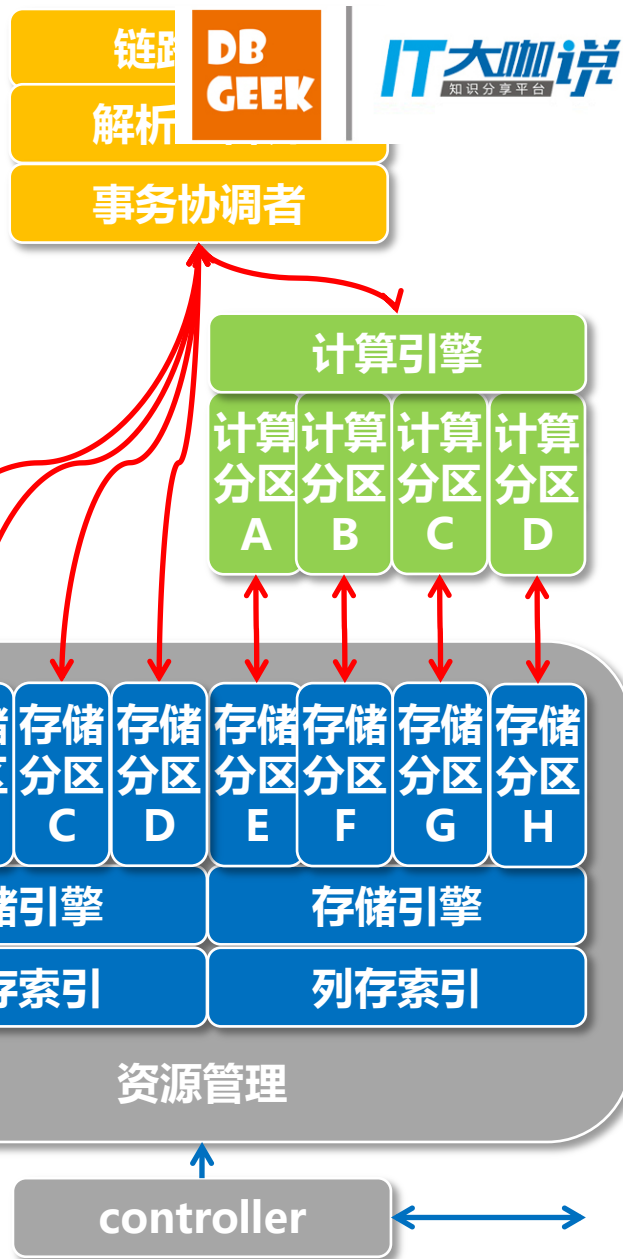 链
DB
GEEK
IT大咖说
知识分享平台
解析
事务协调者
计算引擎
计算
分区
A
计算
分区
B
计算
分区
C
计算
分区
D
存储
分区
C
存储
分区
D
存储
分区
E
存储
分区
F
存储
分区
G
存储
分区
H
引擎
存储引擎
索引
列存索引
资源管理
controller